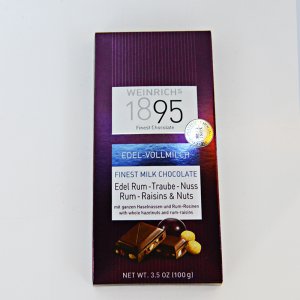 WEINRICH's
1895
Finest Chocolate
EDEL-VOLLMILCH
FINEST MILK CHOCOLATE
Edel Rum-Traube-Nuss
Rum-Raisins & Nuts
mit ganzen Haselnüssen und Rum-Rosinen
with whole hazelnuts and rum-raisins
NET WT. 3.5 OZ (100g)